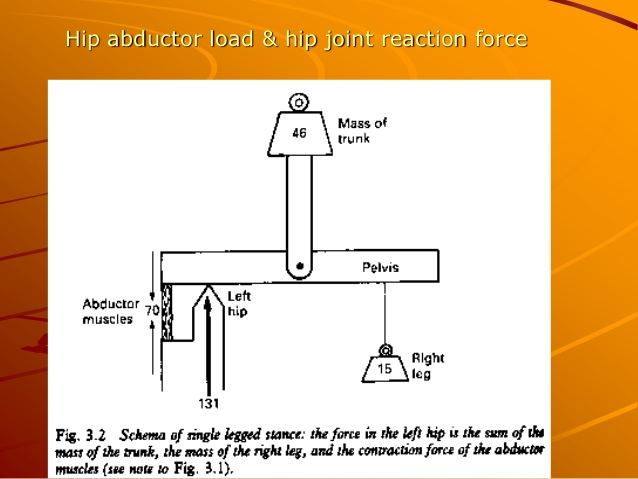 Hip abductor load & hip joint reaction force
46
Mass of
trunk
Pelvis
Abductor
muscles
70
Left
hip
15
Right
leg
131
Fig. 3.2 Schema of single legged stance: the force in the left hip is the sum of the
mass of the trunk, the mass of the right leg, and the contraction force of the abductor
muscles (see note to Fig. 3.1).